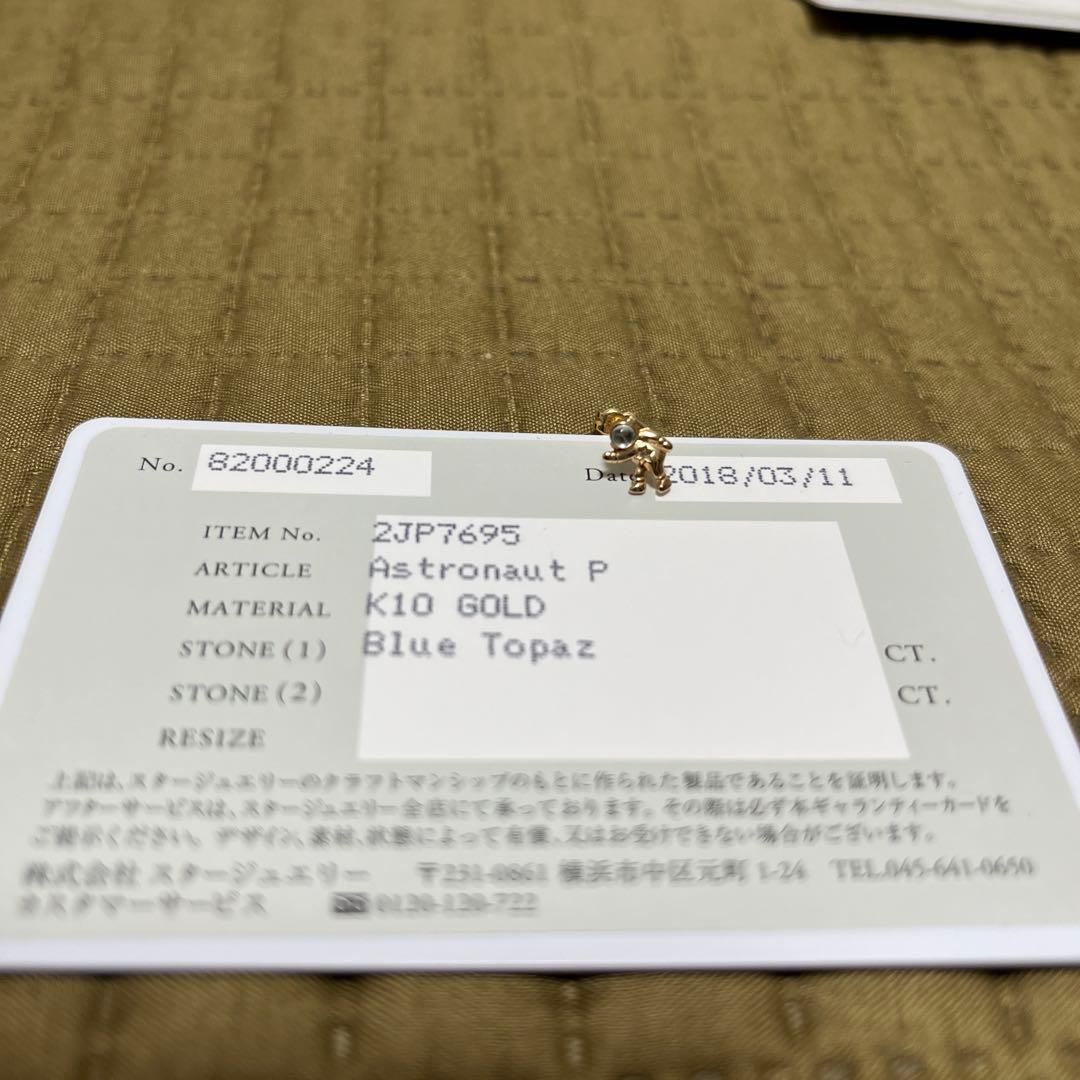 No. 82000224 Date 2018/03/11
ITEM No. 2JP7695
ARTICLE Astronaut P
MATERIAL K10 GOLD
STONE(1) Blue Topaz CT.
STONE(2) CT.
RESIZE
上記は、スタージュエリーのクラフトマンシップのもとに作られた製品であることを証明します。
アフターサービスは、スタージュエリー全店にて承っております。その際は必ず本ギャランティーカードを
ご提示ください。デザイン、素材、状態によって有償、又はお受けできない場合がございます。
株式会社 スタージュエリー 〒231-0861 横浜市中区元町 1-24 TEL.045-641-0650
カスタマーサービス 0120-120-722